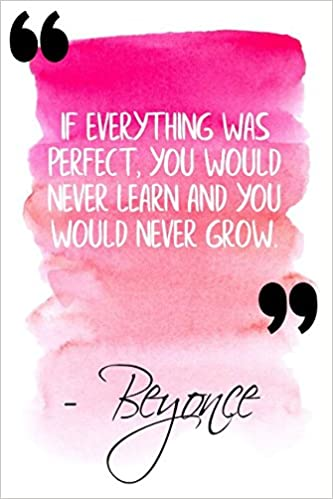 “
IF EVERYTHING WAS
PERFECT, YOU WOULD
NEVER LEARN AND YOU
WOULD NEVER GROW.
”
- Beyonce